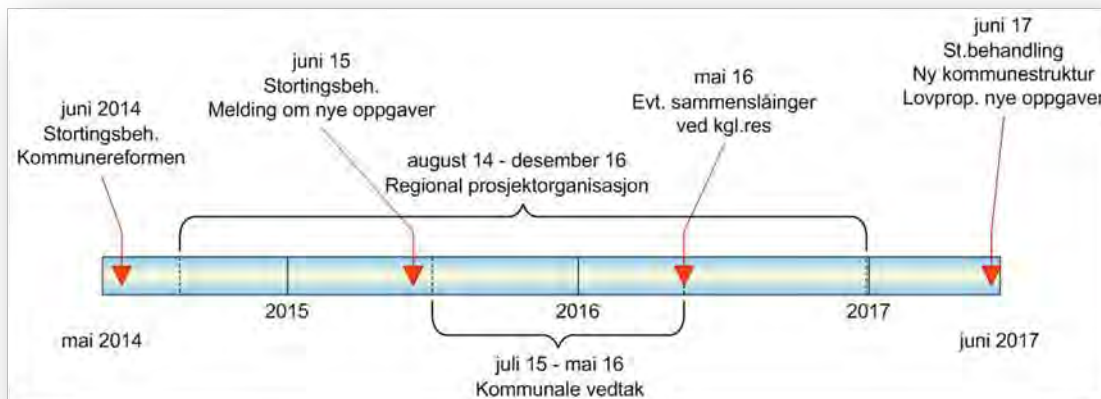 juni 2014
Stortingsbeh.
Kommunereformen
juni 15
Stortingsbeh.
Melding om nye oppgaver
august 14 - desember 16
Regional prosjektorganisasjon
mai 16
Evt. sammenslåinger
ved kgl.res
juni 17
St.behandling
Ny kommunestruktur
Lovprop. nye oppgaver
2015
2016
2017
mai 2014
juni 2017
juli 15 - mai 16
Kommunale vedtak